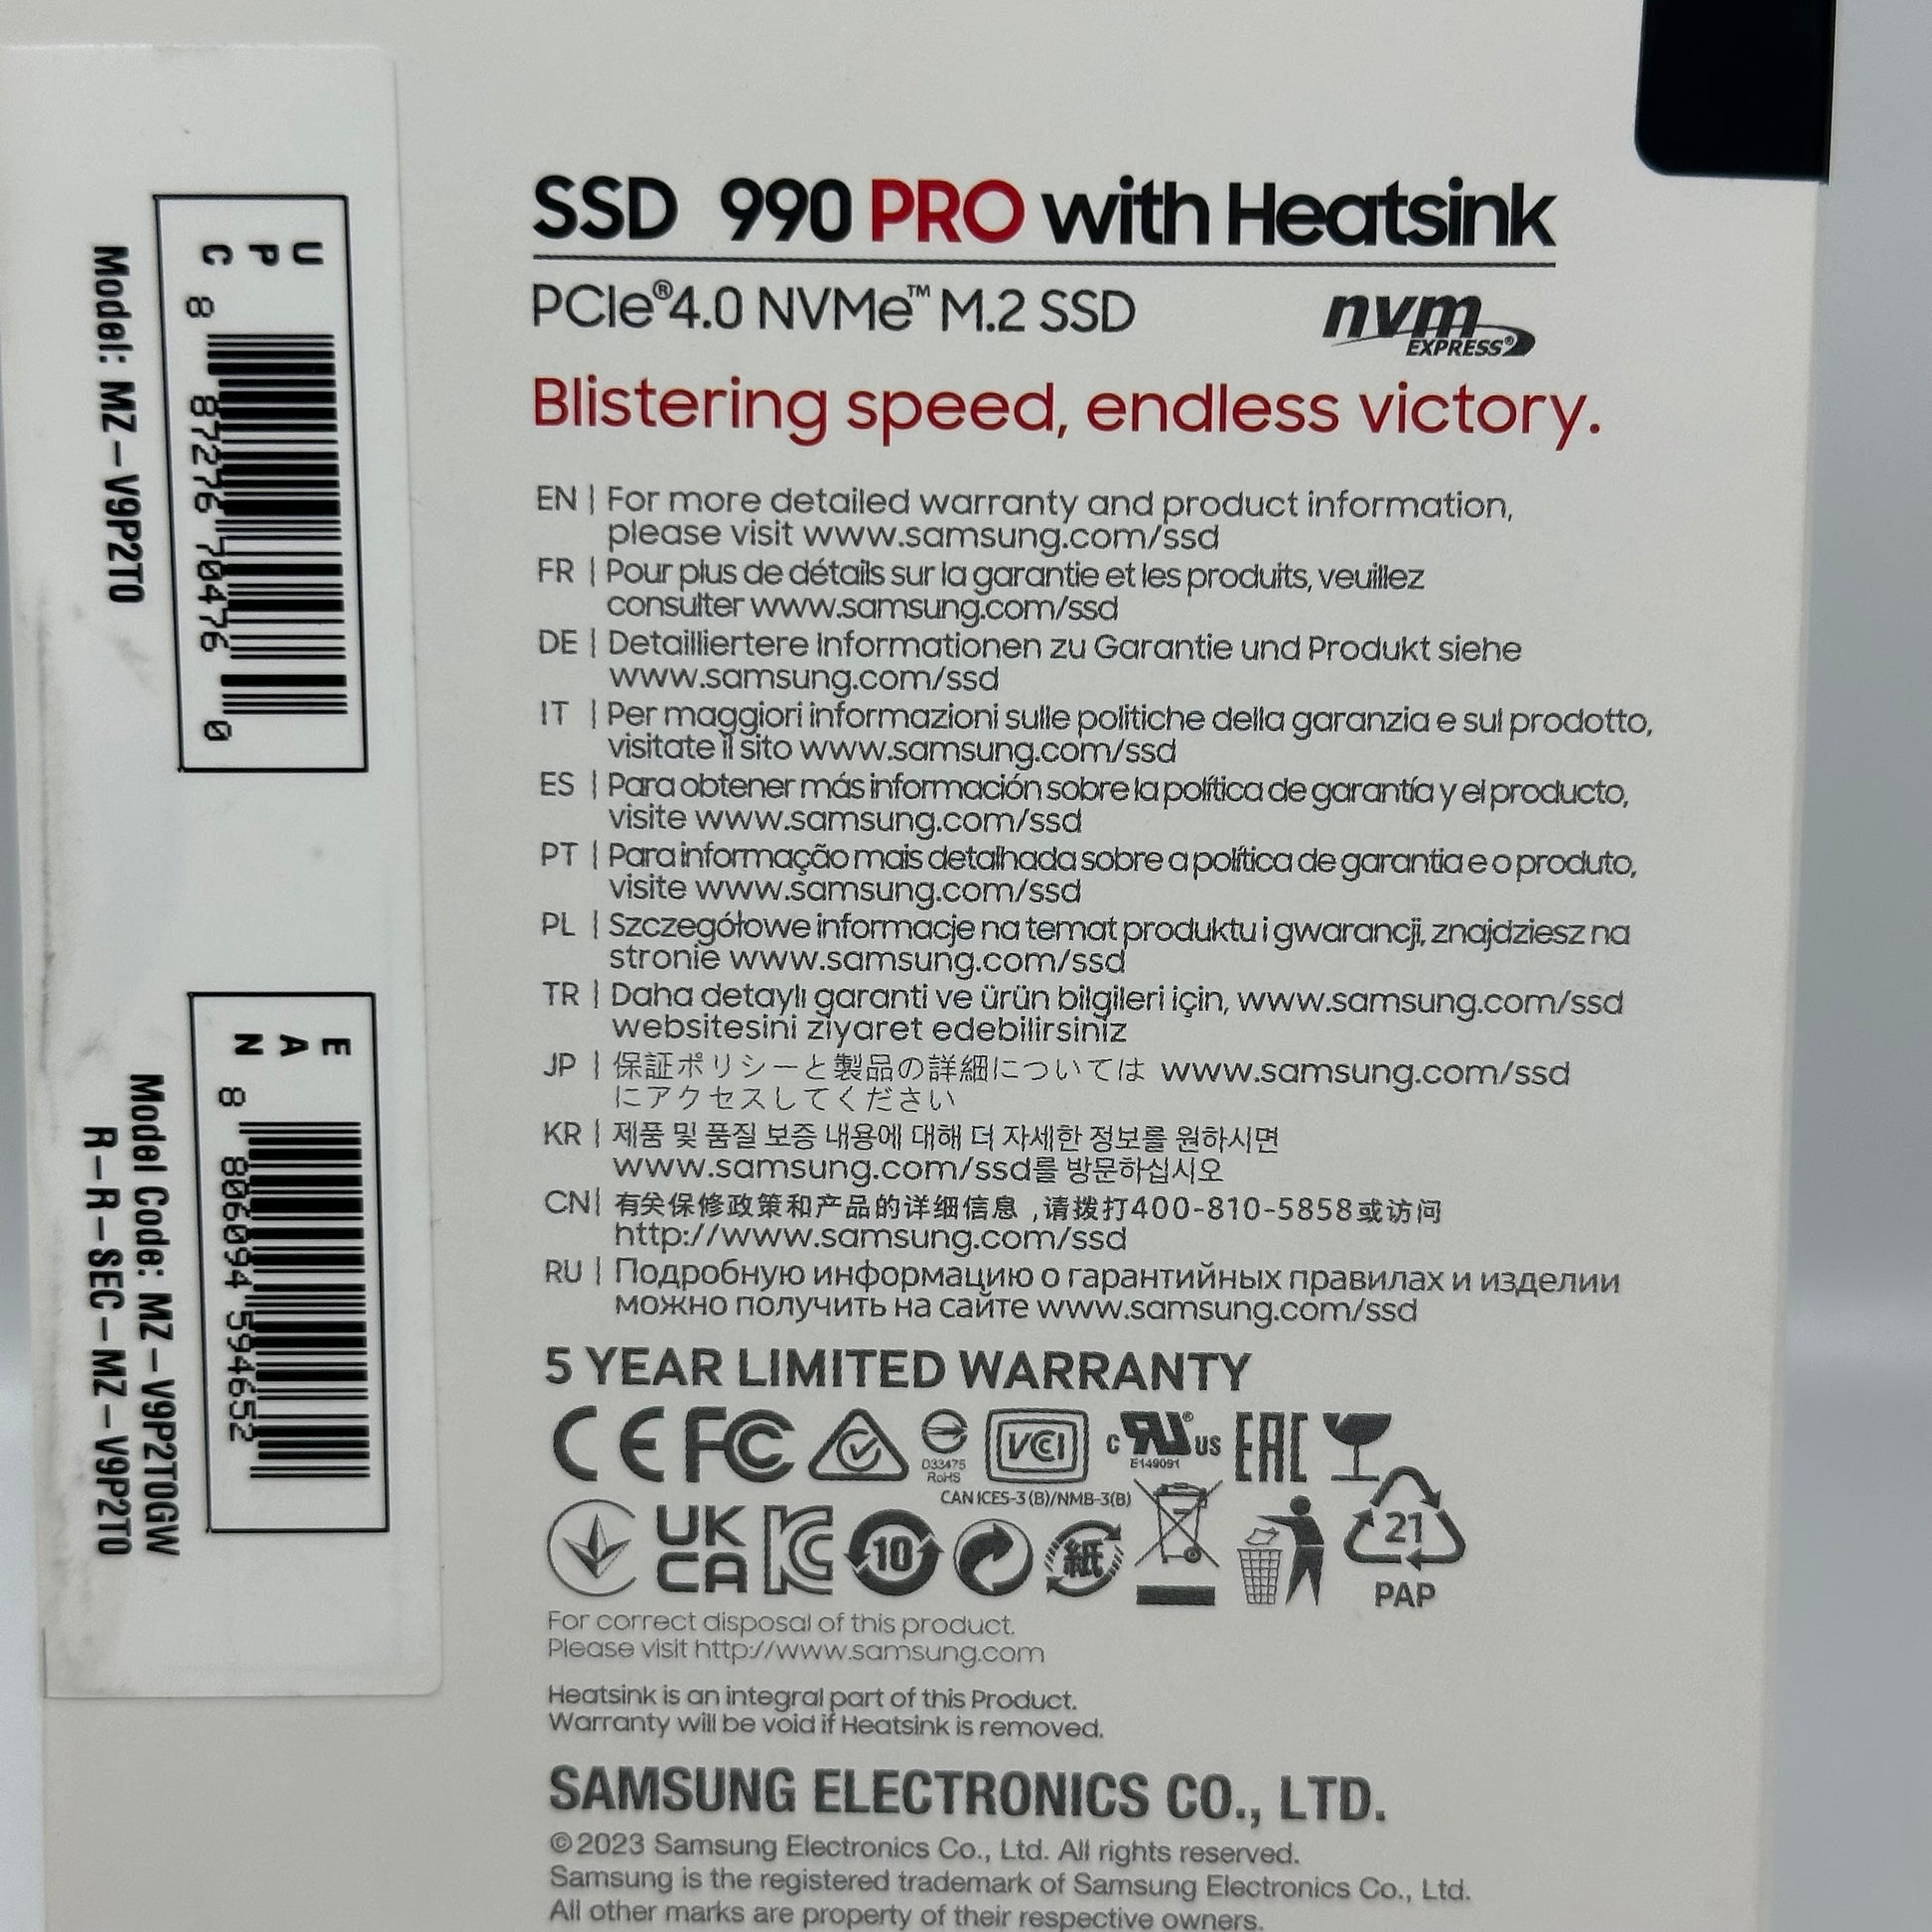 SSD 990 PRO with Heatsink
PCIe®4.0 NVMe™ M.2 SSD
nvm
EXPRESS®
Blistering speed, endless victory.
EN | For more detailed warranty and product information,
please visit www.samsung.com/ssd
FR | Pour plus de détails sur la garantie et les produits, veuillez
consulter www.samsung.com/ssd
DE | Detailliertere Informationen zu Garantie und Produkt siehe
www.samsung.com/ssd
IT | Per maggiori informazioni sulle politiche della garanzia e sul prodotto,
visitate il sito www.samsung.com/ssd
ES | Para obtener más información sobre la política de garantía y el producto,
visite www.samsung.com/ssd
PT | Para informação mais detalhada sobre a política de garantia e o produto,
visite www.samsung.com/ssd
PL | Szczegółowe informacje na temat produktu i gwarancji, znajdziesz na
stronie www.samsung.com/ssd
TR | Daha detaylı garanti ve ürün bilgileri için, www.samsung.com/ssd
websitesini ziyaret edebilirsiniz
JP | 保証ポリシーと製品の詳細については www.samsung.com/ssd
にアクセスしてください
KR | 제품 및 품질 보증 내용에 대해 더 자세한 정보를 원하시면
www.samsung.com/ssd를 방문하십시오
CN | 有关保修政策和产品的详细信息 ,请拨打400-810-5858或访问
http://www.samsung.com/ssd
RU | Подробную информацию о гарантийных правилах и изделии
можно получить на сайте www.samsung.com/ssd
5 YEAR LIMITED WARRANTY
CE FC D33475 RoHS VCI c RU® US E149091 EAC
CAN ICES-3 (B)/NMB-3(B)
UK CA KC 10 紙 21 PAP
For correct disposal of this product.
Please visit http://www.samsung.com
Heatsink is an integral part of this Product.
Warranty will be void if Heatsink is removed.
SAMSUNG ELECTRONICS CO., LTD.
©2023 Samsung Electronics Co., Ltd. All rights reserved.
Samsung is the registered trademark of Samsung Electronics Co., Ltd.
All other marks are property of their respective owners.
UPC
8 87276 70476 0
Model: MZ-V9P2T0
EAN
8 806094 594652
Model Code: MZ-V9P2T0GW
R-R-SEC-MZ-V9P2T0